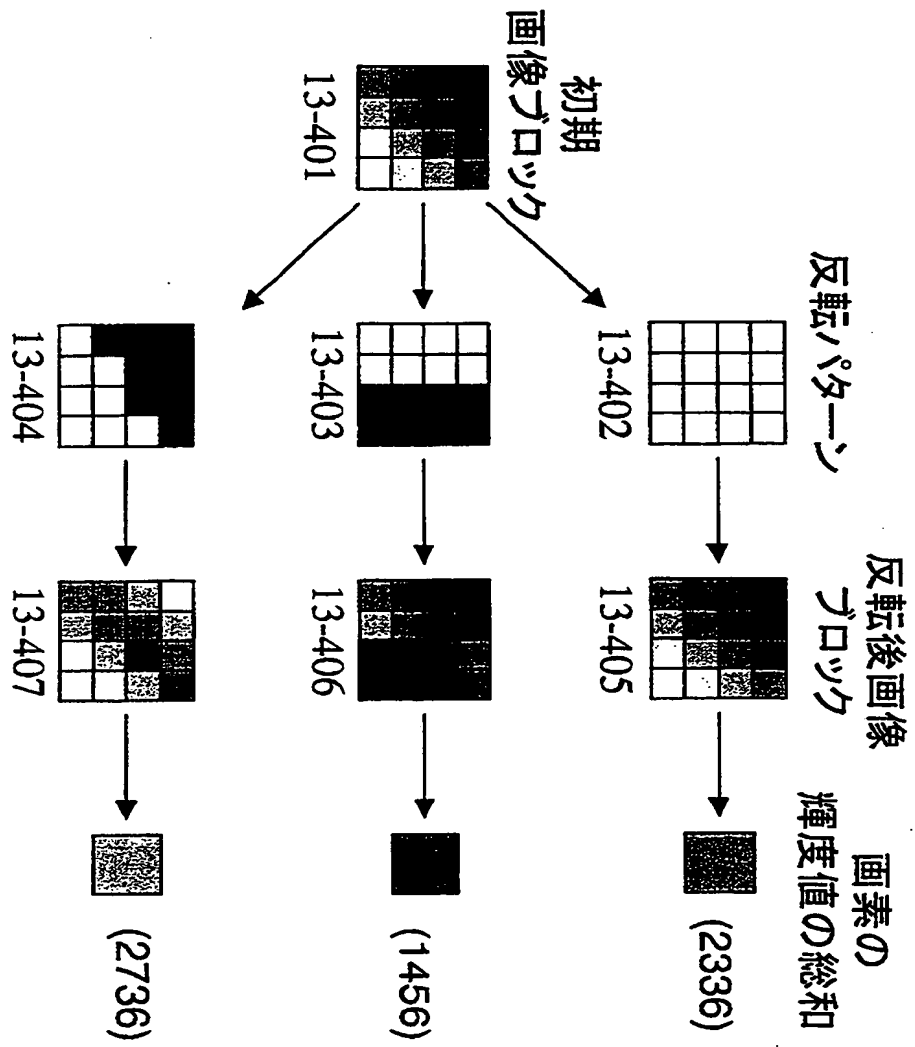 反転パターン
反転後画像
ブロック
画素の
輝度値の総和
13-402
13-405
(2336)
初期
画像ブロック
13-401
13-403
13-406
(1456)
13-404
13-407
(2736)